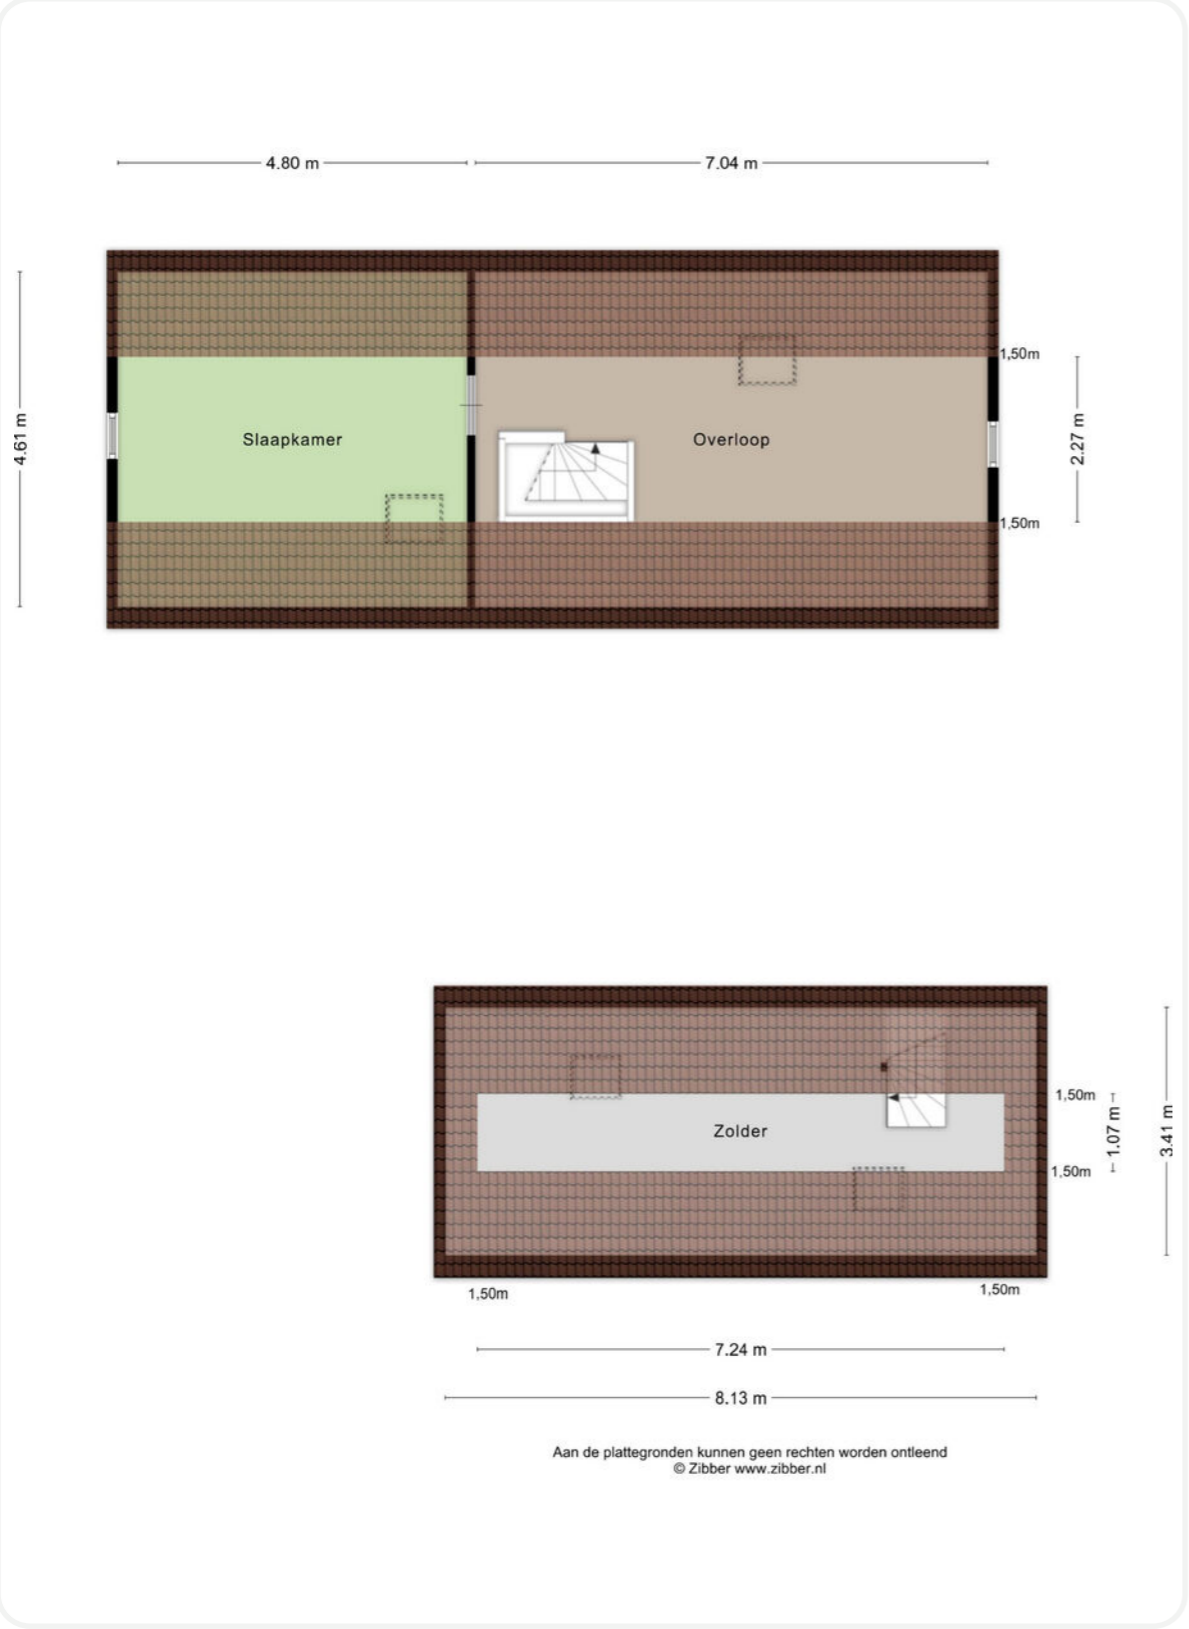 4.80 m
7.04 m
1,50m
4.61 m
Slaapkamer
Overloop
2.27 m
1,50m
1,50m
Zolder
1.07 m
3.41 m
1,50m
1,50m
1,50m
7.24 m
8.13 m
Aan de plattegronden kunnen geen rechten worden ontleend
© Zibber www.zibber.nl